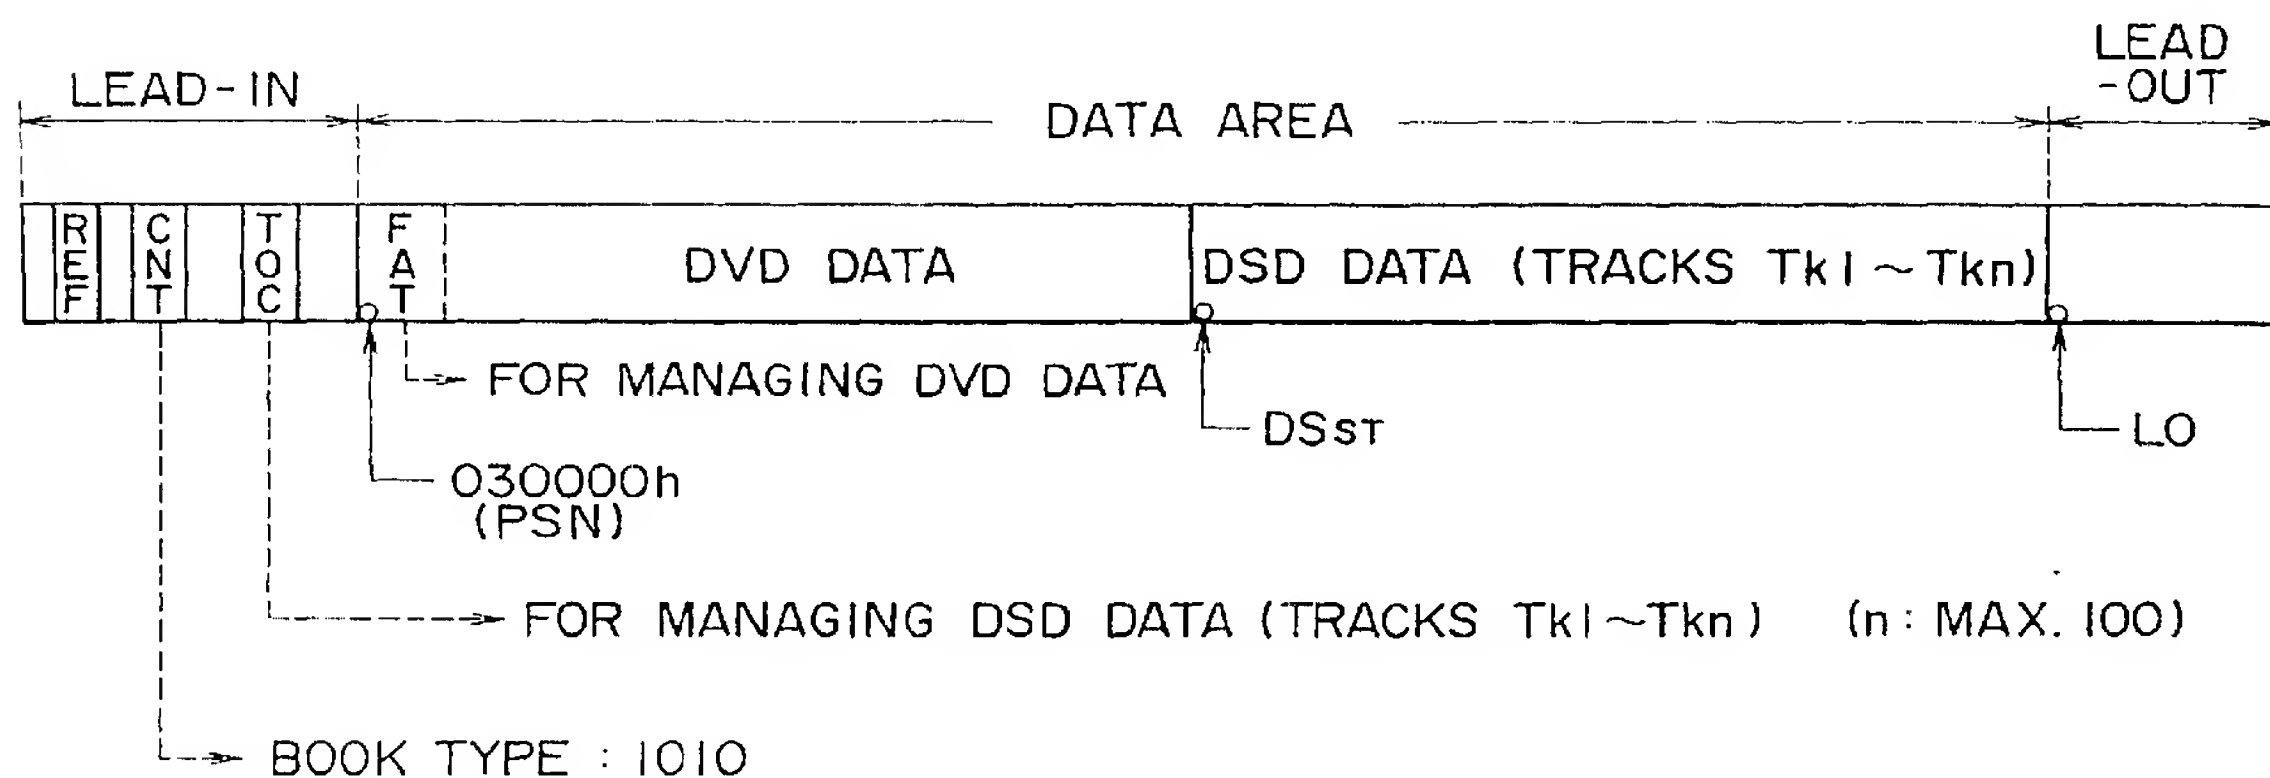 LEAD-IN
DATA AREA
LEAD
-OUT
REF
CNT
TOC
FAT
DVD DATA
DSD DATA (TRACKS Tk1~Tkn)
FOR MANAGING DVD DATA
DSST
LO
030000h
(PSN)
FOR MANAGING DSD DATA (TRACKS Tk1~Tkn) (n: MAX. 100)
BOOK TYPE : 1010